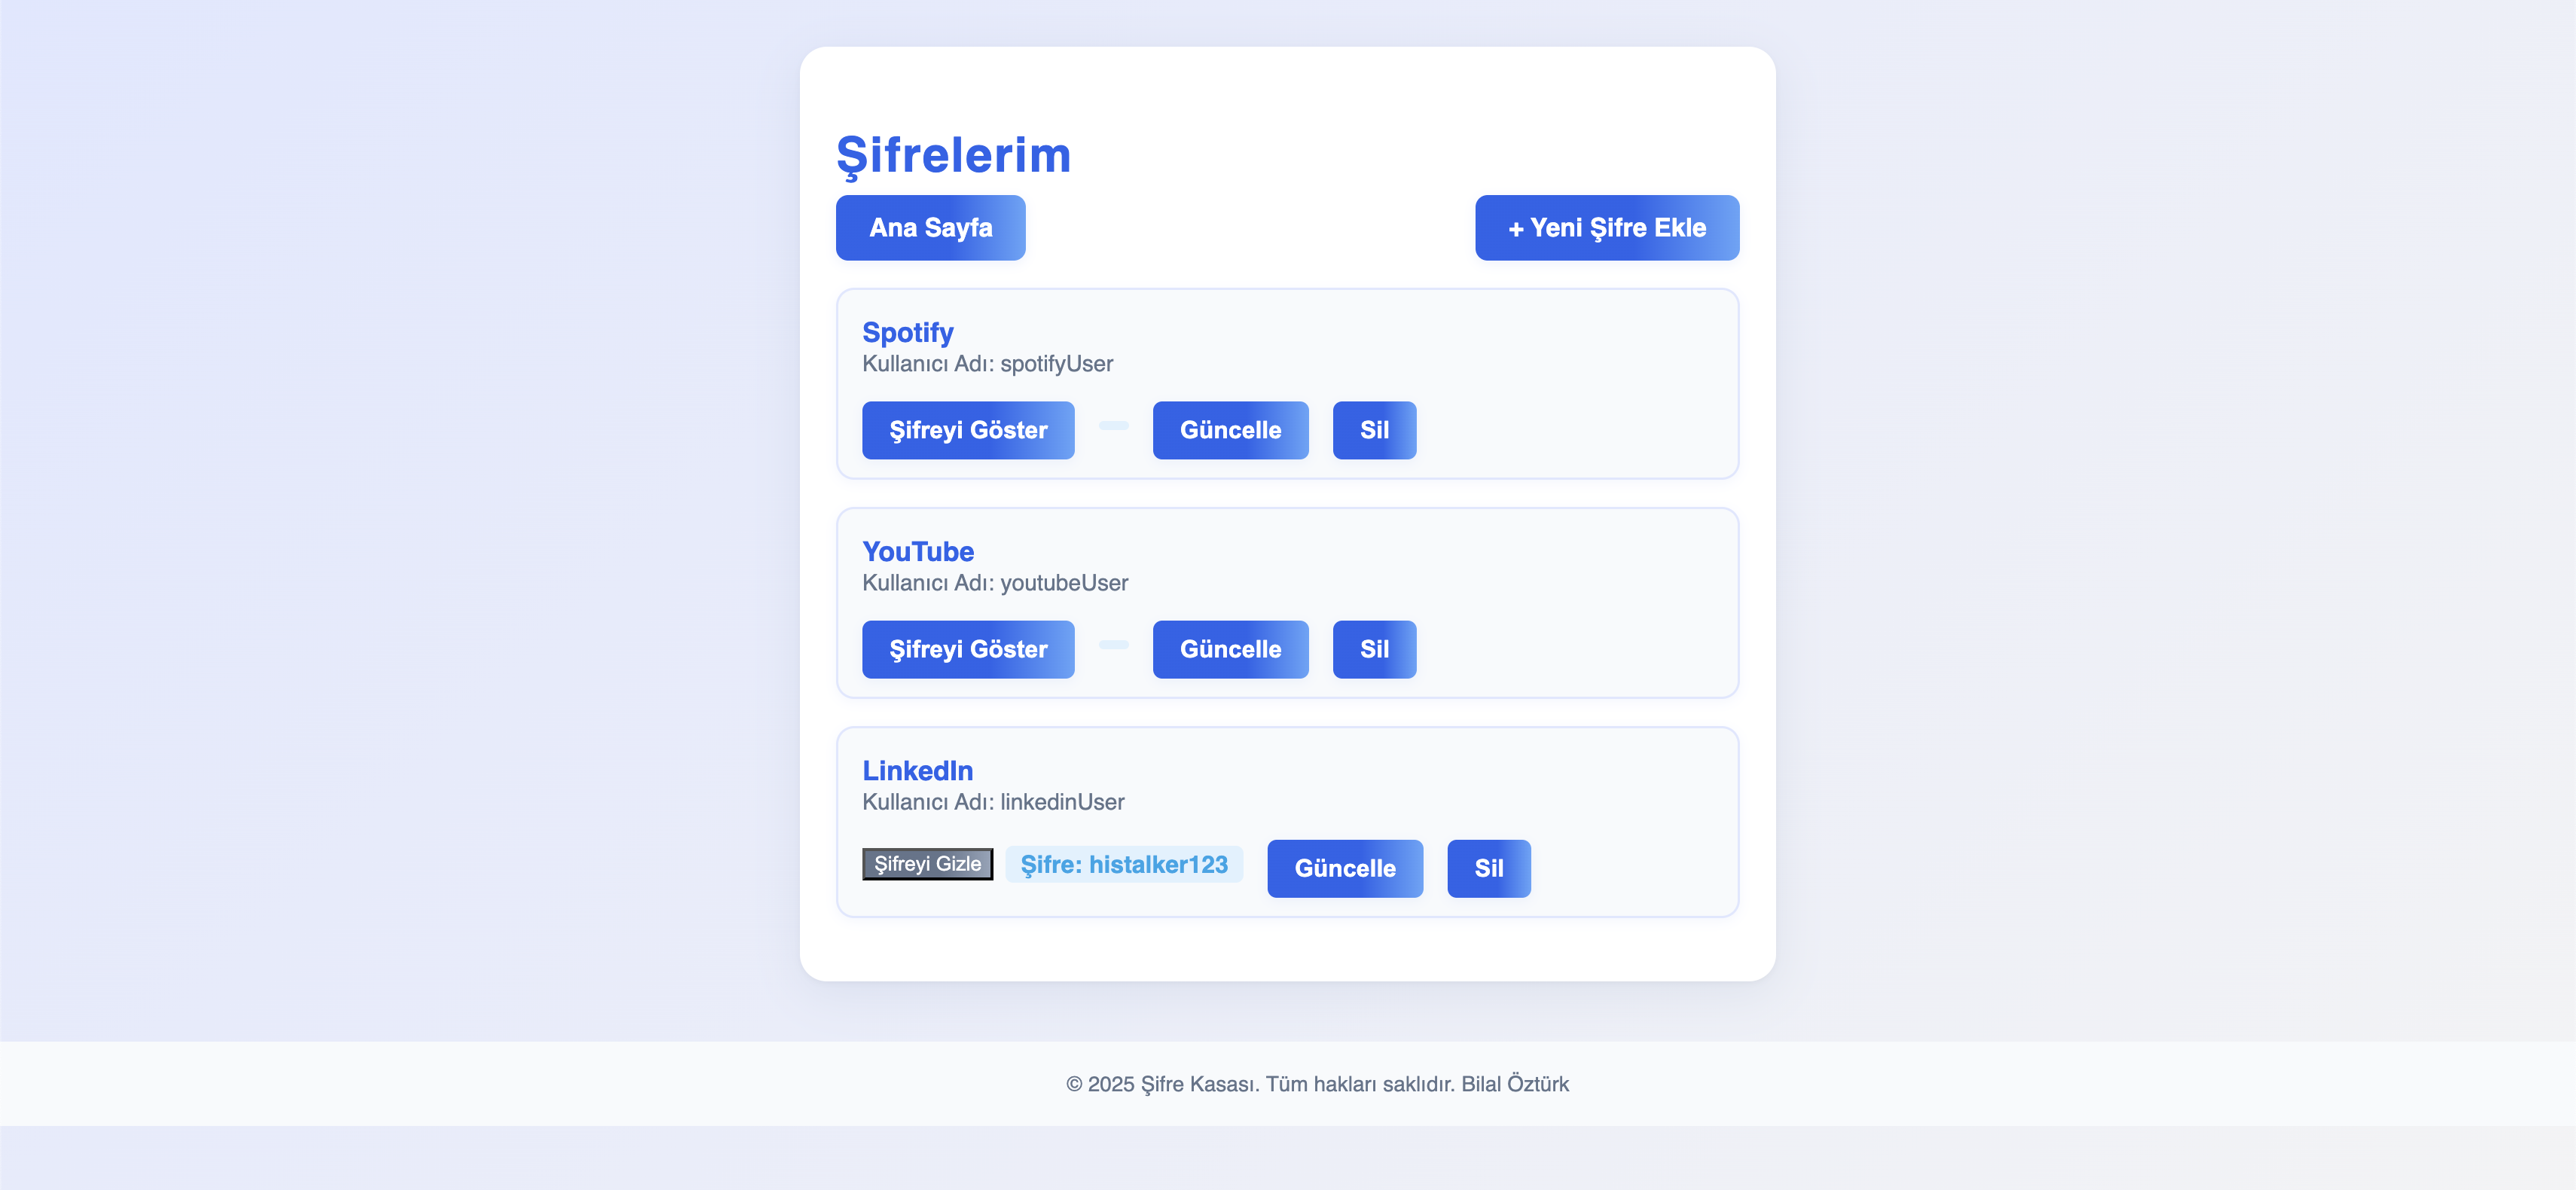 Şifrelerim
Ana Sayfa
+ Yeni Şifre Ekle
Spotify
Kullanıcı Adı: spotifyUser
Şifreyi Göster Güncelle Sil
YouTube
Kullanıcı Adı: youtubeUser
Şifreyi Göster Güncelle Sil
LinkedIn
Kullanıcı Adı: linkedinUser
Şifreyi Gizle Şifre: histalker123 Güncelle Sil
© 2025 Şifre Kasası. Tüm hakları saklıdır. Bilal Öztürk